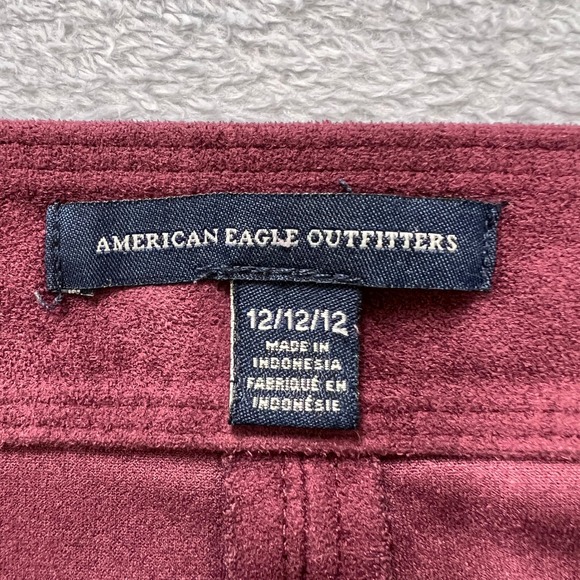 AMERICAN EAGLE OUTFITTERS
12/12/12
MADE IN
INDONESIA
FABRIQUÉ EN
INDONÉSIE